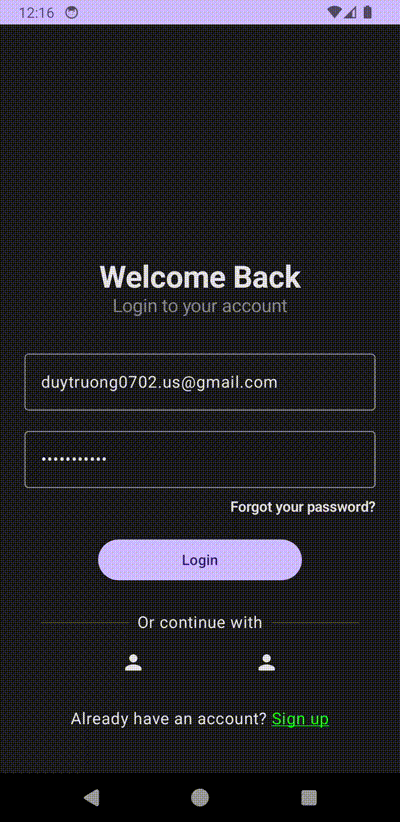 12:16
Welcome Back
Login to your account
duytruong0702.us@gmail.com
•••••••••••
Forgot your password?
Login
Or continue with
Already have an account? Sign up